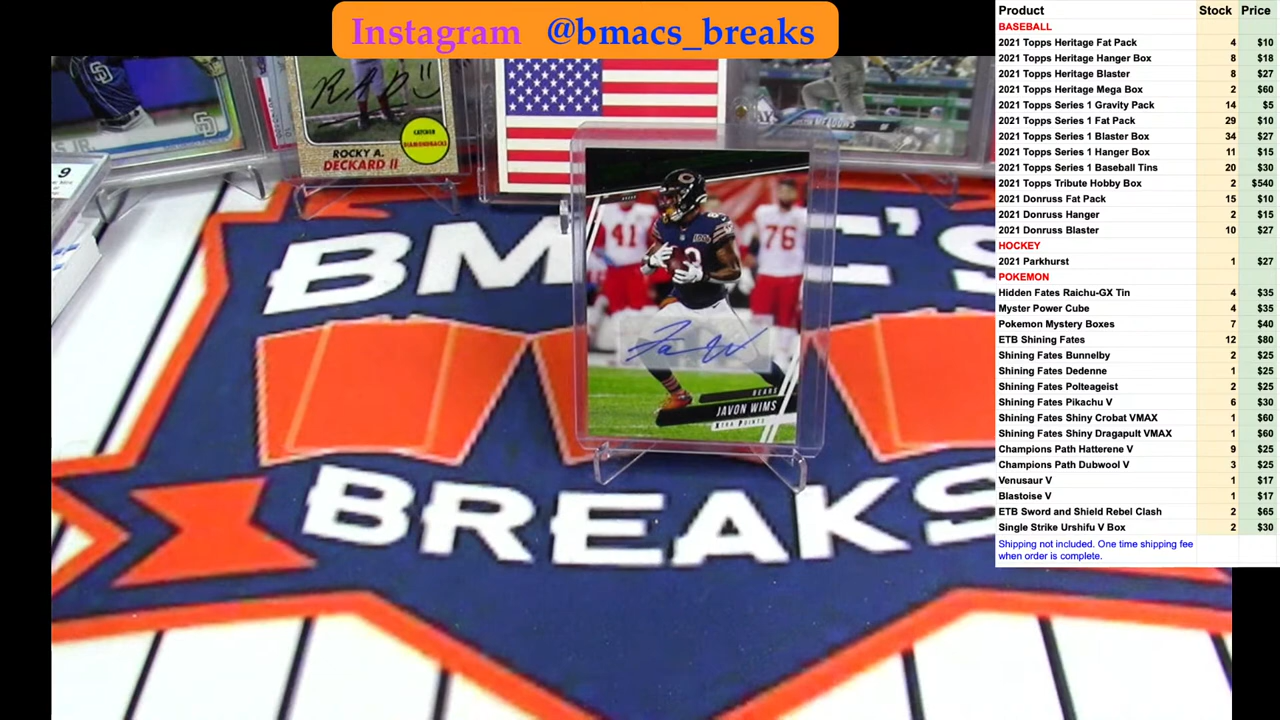 Instagram @bmacs_breaks
Product Stock Price
BASEBALL
2021 Topps Heritage Fat Pack 4 $10
2021 Topps Heritage Hanger Box 8 $18
2021 Topps Heritage Blaster 8 $27
2021 Topps Heritage Mega Box 2 $60
2021 Topps Series 1 Gravity Pack 14 $5
2021 Topps Series 1 Fat Pack 29 $10
2021 Topps Series 1 Blaster Box 34 $27
2021 Topps Series 1 Hanger Box 11 $15
2021 Topps Series 1 Baseball Tins 20 $30
2021 Topps Tribute Hobby Box 2 $540
2021 Donruss Fat Pack 15 $10
2021 Donruss Hanger 2 $15
2021 Donruss Blaster 10 $27
HOCKEY
2021 Parkhurst 1 $27
POKEMON
Hidden Fates Raichu-GX Tin 4 $35
Myster Power Cube 4 $35
Pokemon Mystery Boxes 7 $40
ETB Shining Fates 12 $80
Shining Fates Bunnelby 2 $25
Shining Fates Dedenne 1 $25
Shining Fates Polteageist 2 $25
Shining Fates Pikachu V 6 $30
Shining Fates Shiny Crobat VMAX 1 $60
Shining Fates Shiny Dragapult VMAX 1 $60
Champions Path Hatterene V 9 $25
Champions Path Dubwool V 3 $25
Venusaur V 1 $17
Blastoise V 1 $17
ETB Sword and Shield Rebel Clash 2 $65
Single Strike Urshifu V Box 2 $30
Shipping not included. One time shipping fee
when order is complete.
JR.
CATCHER
DIAMONDBACKS
ROCKY A.
DECKARD II
MEADOWS
9
41
76
BEARS
JAVON WIMS
XTRA POINTS
BM C'S
BREAKS